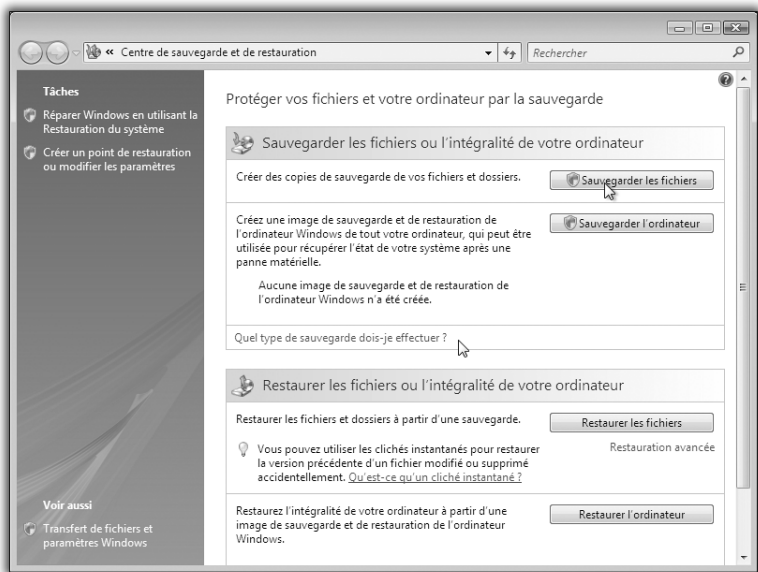 « Centre de sauvegarde et de restauration
Rechercher
Tâches
Réparer Windows en utilisant la
Restauration du système
Créer un point de restauration
ou modifier les paramètres
Voir aussi
Transfert de fichiers et
paramètres Windows
Protéger vos fichiers et votre ordinateur par la sauvegarde
Sauvegarder les fichiers ou l'intégralité de votre ordinateur
Créer des copies de sauvegarde de vos fichiers et dossiers.
Sauvegarder les fichiers
Créez une image de sauvegarde et de restauration de
l'ordinateur Windows de tout votre ordinateur, qui peut être
utilisée pour récupérer l'état de votre système après une
panne matérielle.
Sauvegarder l'ordinateur
Aucune image de sauvegarde et de restauration de
l'ordinateur Windows n'a été créée.
Quel type de sauvegarde dois-je effectuer ?
Restaurer les fichiers ou l'intégralité de votre ordinateur
Restaurer les fichiers et dossiers à partir d'une sauvegarde.
Restaurer les fichiers
Vous pouvez utiliser les clichés instantanés pour restaurer
la version précédente d'un fichier modifié ou supprimé
accidentellement. Qu'est-ce qu'un cliché instantané ?
Restauration avancée
Restaurez l'intégralité de votre ordinateur à partir d'une
image de sauvegarde et de restauration de l'ordinateur
Windows.
Restaurer l'ordinateur